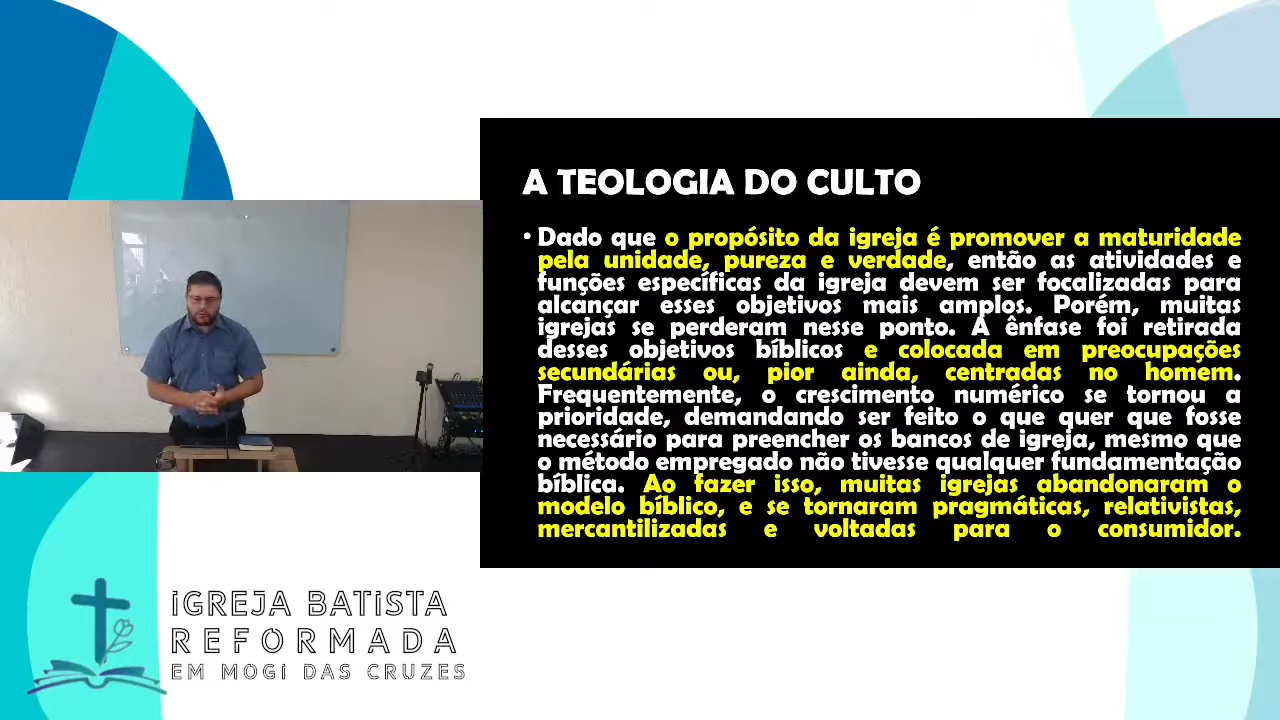 A TEOLOGIA DO CULTO
• Dado que o propósito da igreja é promover a maturidade
pela unidade, pureza e verdade, então as atividades e
funções específicas da igreja devem ser focalizadas para
alcançar esses objetivos mais amplos. Porém, muitas
igrejas se perderam nesse ponto. A ênfase foi retirada
desses objetivos bíblicos e colocada em preocupações
secundárias ou, pior ainda, centradas no homem.
Frequentemente, o crescimento numérico se tornou a
prioridade, demandando ser feito o que quer que fosse
necessário para preencher os bancos de igreja, mesmo que
o método empregado não tivesse qualquer fundamentação
bíblica. Ao fazer isso, muitas igrejas abandonaram o
modelo bíblico, e se tornaram pragmáticas, relativistas,
mercantilizadas e voltadas para o consumidor.
iGREJA BATiSTA
REFORMADA
EM MOGi DAS CRUZES